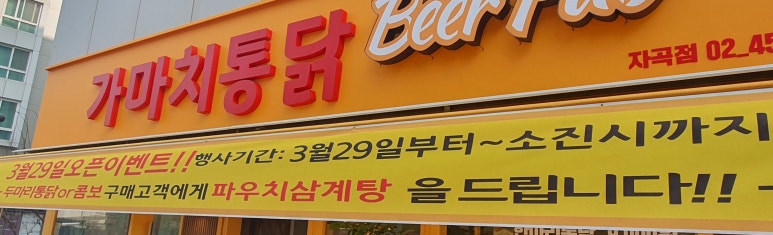 가마치통닭 Beer Pub
자곡점 02_45
3월29일오픈이벤트!! 행사기간: 3월29일부터~소진시까지
두마리통닭or콤보 구매고객에게 파우치삼계탕 을 드립니다!!